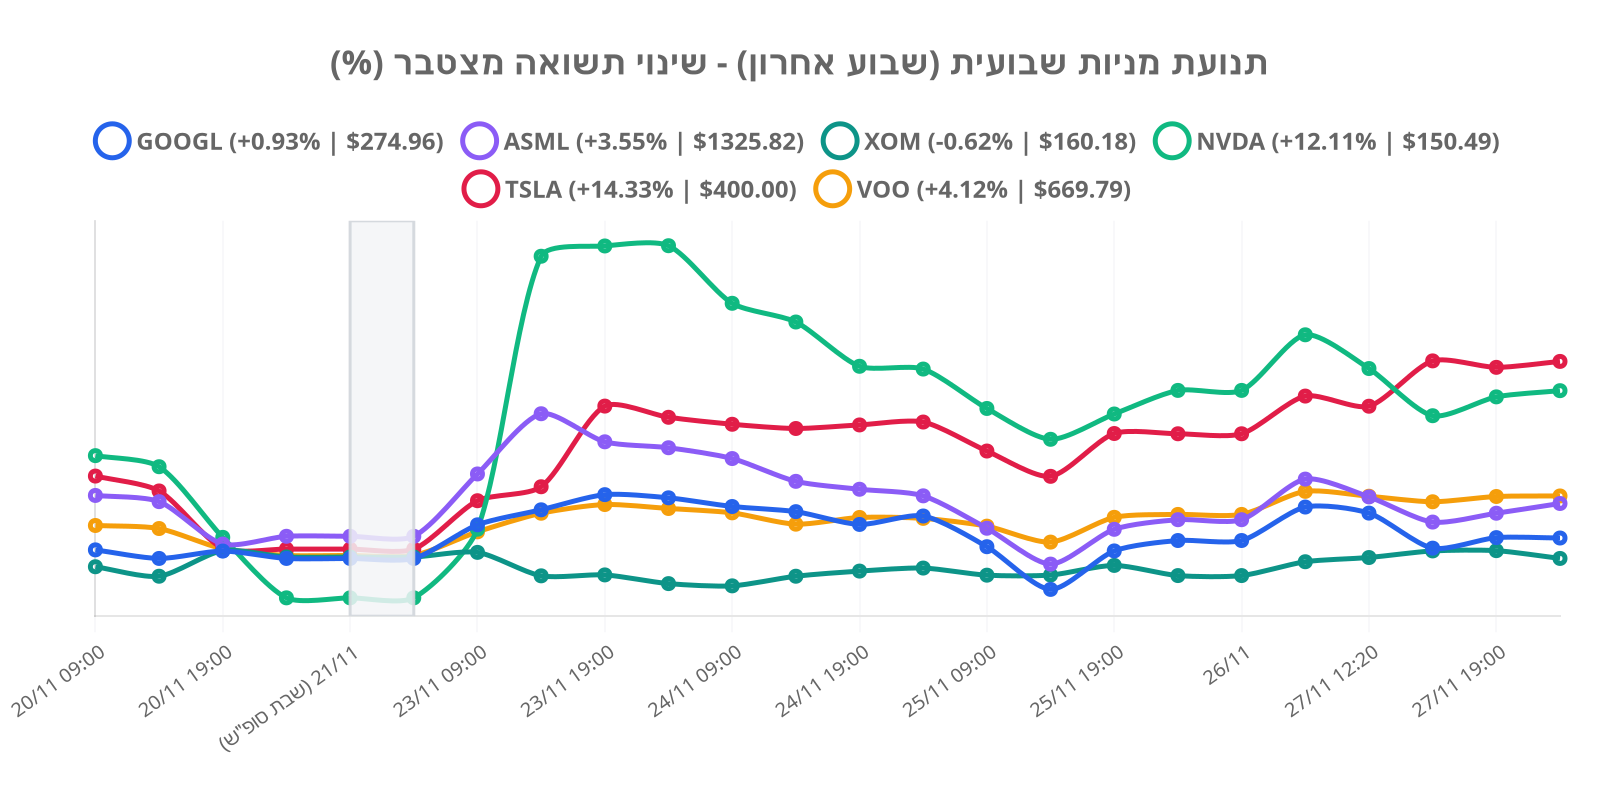 תנועת מניות שבועית (שבוע אחרון) - שינוי תשואה מצטבר (%)
GOOGL (+0.93% | $274.96) ASML (+3.55% | $1325.82) XOM (-0.62% | $160.18) NVDA (+12.11% | $150.49)
TSLA (+14.33% | $400.00) VOO (+4.12% | $669.79)
20/11 09:00
20/11 19:00
21/11 (שבת סופ"ש)
23/11 09:00
23/11 19:00
24/11 09:00
24/11 19:00
25/11 09:00
25/11 19:00
26/11
27/11 12:20
27/11 19:00